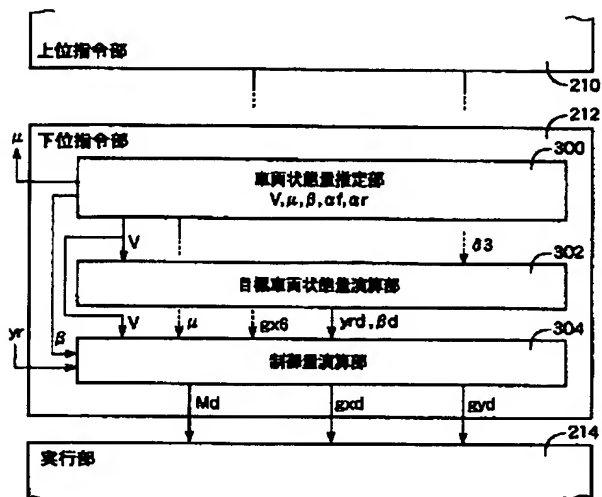 上位指令部
210
212
下位指令部
300
μ
車両状態量推定部
V,μ,β,αf,αr
V
δ3
302
目標車両状態量演算部
yr
β
V
μ
gx6
yrd,βd
304
制御量演算部
Md
gxd
gyd
214
実行部